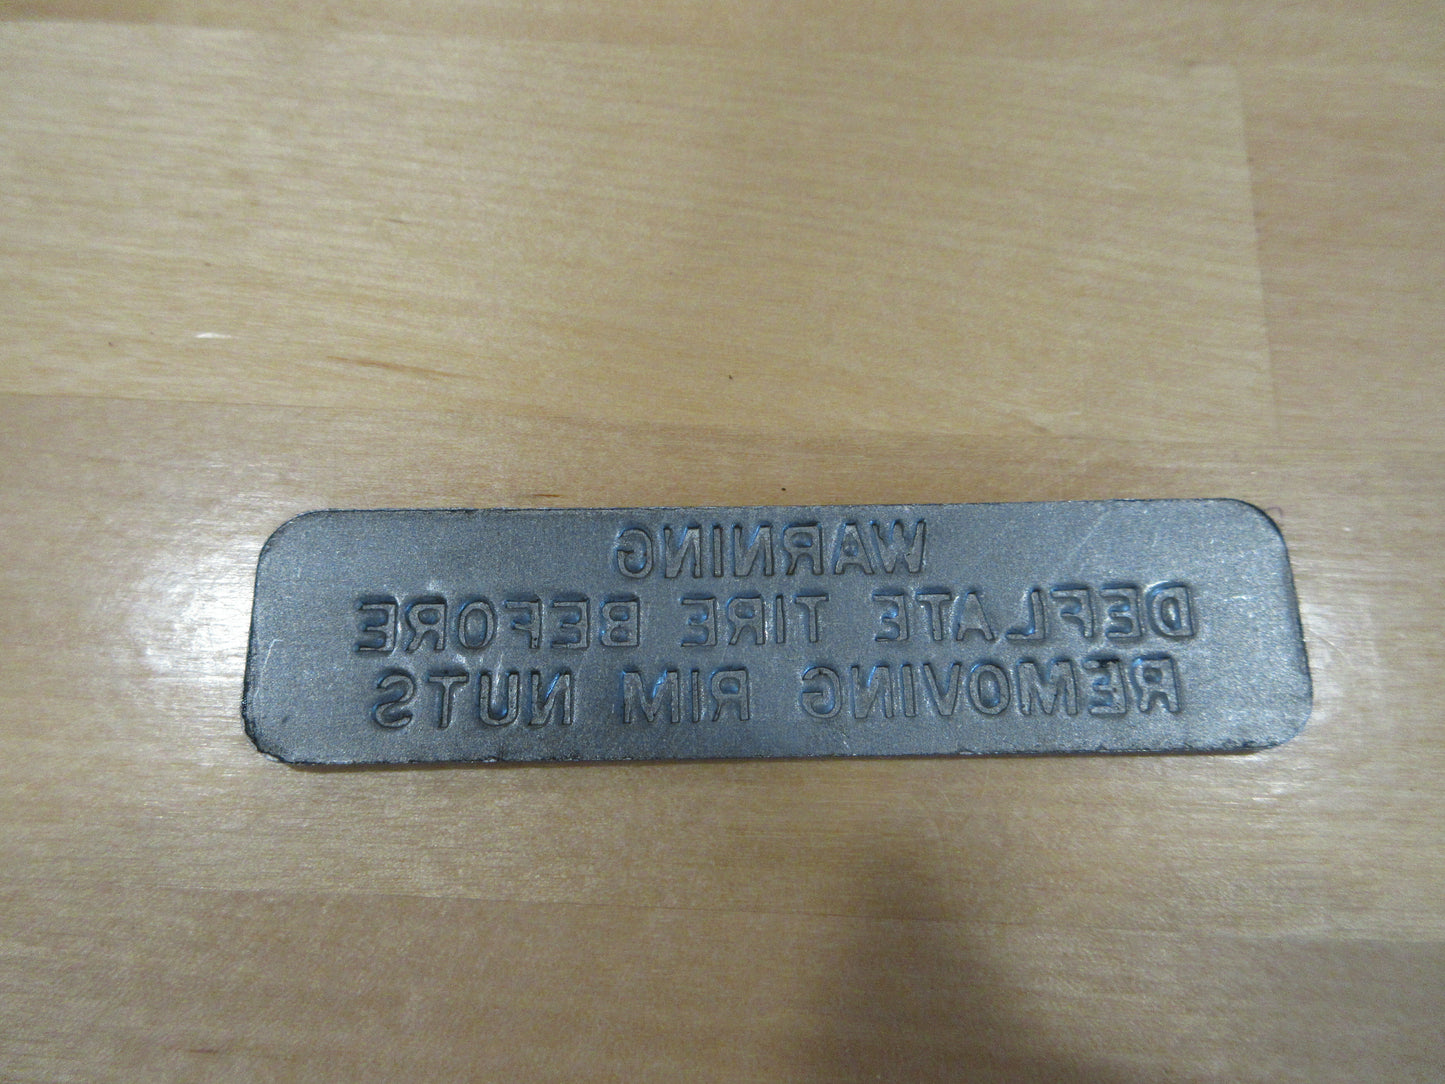 WARNING
DEFLATE TIRE BEFORE
REMOVING RIM NUTS